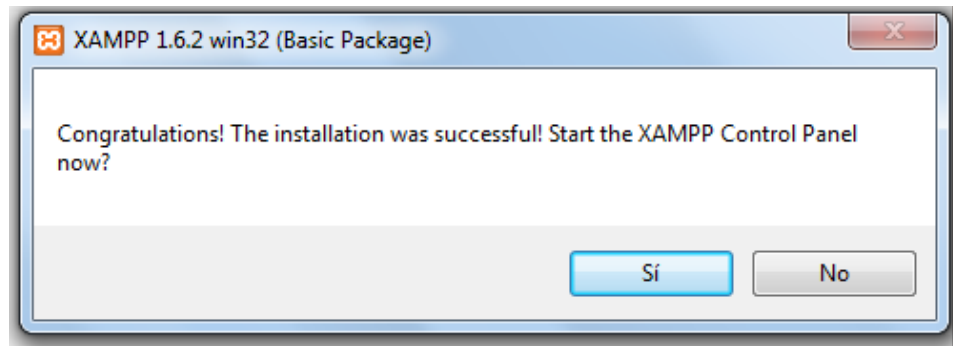 XAMPP 1.6.2 win32 (Basic Package)
Congratulations! The installation was successful! Start the XAMPP Control Panel
now?
Sí No